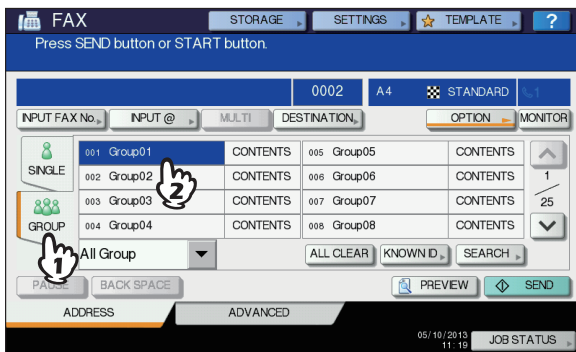 FAX STORAGE SETTINGS TEMPLATE ?
Press SEND button or START button.
0002 A4 STANDARD 1
INPUT FAX No. INPUT @ MULTI DESTINATION OPTION MONITOR
SINGLE
GROUP
001 Group01 CONTENTS 005 Group05 CONTENTS
002 Group02 CONTENTS 006 Group06 CONTENTS
003 Group03 CONTENTS 007 Group07 CONTENTS
004 Group04 CONTENTS 008 Group08 CONTENTS
1
25
2
1
All Group ALL CLEAR KNOWN ID SEARCH
PAUSE BACK SPACE PREVIEW SEND
ADDRESS ADVANCED
05/10/2013
11:19
JOB STATUS